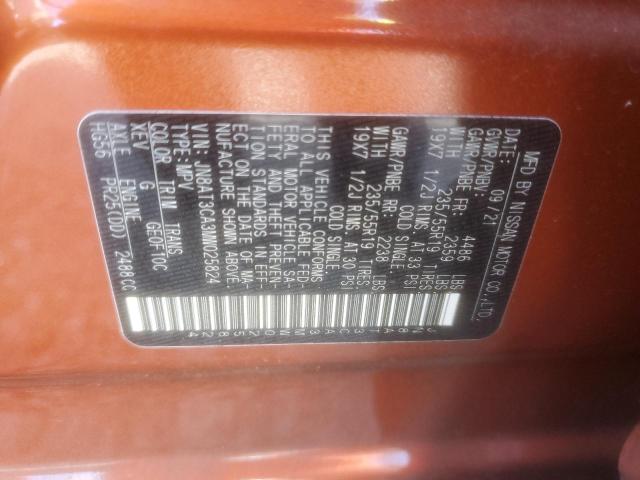 MFD BY NISSAN MOTOR CO.,LTD.
DATE: 09/21
GVWR/PNBV: 4486 LBS
GAWR/PNBE FR: 2359 LBS
235/55R19 TIRES
19X7 1/2J RIMS, AT 33 PSI
COLD SINGLE
GAWR/PNBE RR: 2288 LBS
235/55R19 TIRES
19X7 1/2J RIMS, AT 30 PSI
COLD SINGLE
THIS VEHICLE CONFORMS
TO ALL APPLICABLE FED-
ERAL MOTOR VEHICLE SA-
FETY AND THEFT PREVEN-
TION STANDARDS IN EFF-
ECT ON THE DATE OF MA-
NUFACTURE SHOWN ABOVE.
VIN: JN8AT3CA3MW025824
TYPE: MPV
COLOR TRIM TRANS
XEV G GE0F10C
AXLE ENGINE
HG56 PR25(DD) 2488CC
JN8AT3CA3MW025824